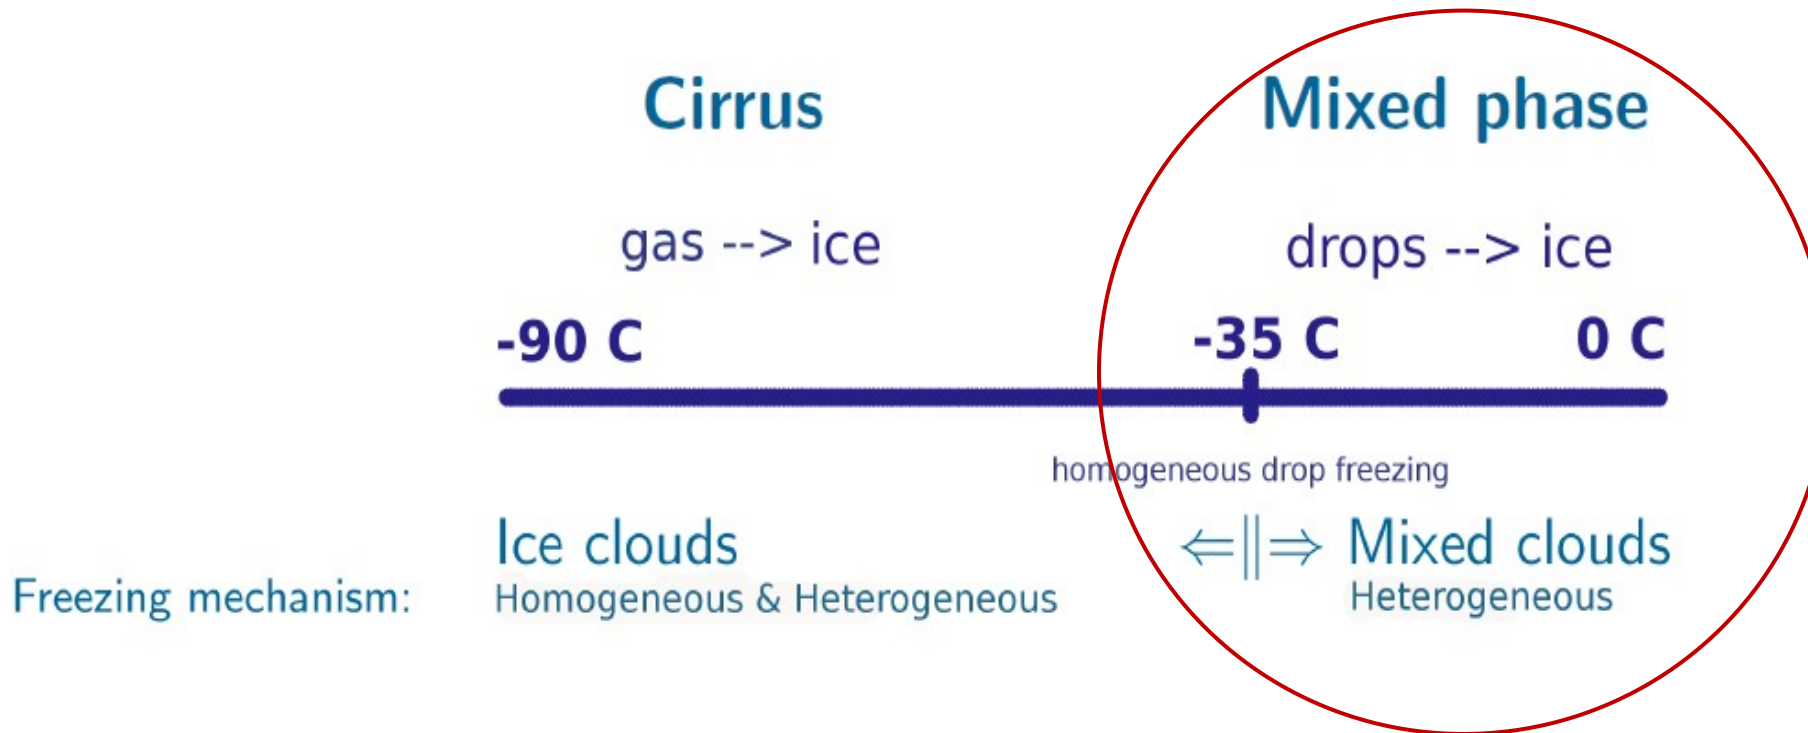 Cirrus
Mixed phase
gas --> ice
drops --> ice
-90 C
-35 C
0 C
homogeneous drop freezing
Ice clouds
⇐||⇒ Mixed clouds
Freezing mechanism:
Homogeneous & Heterogeneous
Heterogeneous